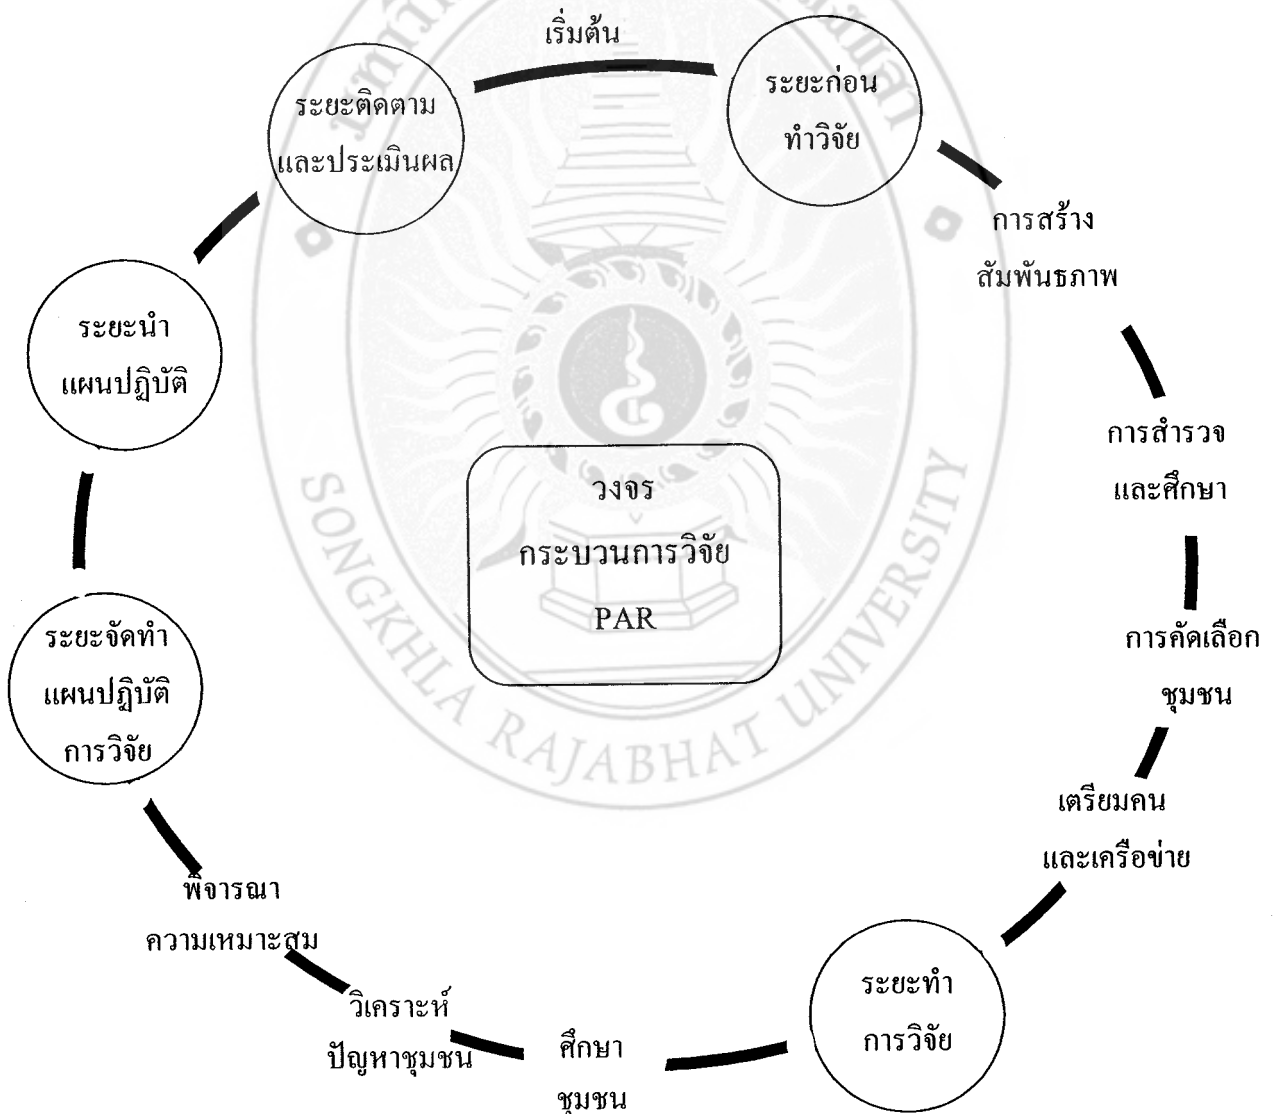 เริ่มต้น
ระยะก่อน
ทำวิจัย
การสร้าง
สัมพันธภาพ
การสำรวจ
และศึกษา
การคัดเลือก
ชุมชน
เตรียมคน
และเครือข่าย
ระยะทำ
การวิจัย
ศึกษา
ชุมชน
วิเคราะห์
ปัญหาชุมชน
พิจารณา
ความเหมาะสม
ระยะจัดทำ
แผนปฏิบัติ
การวิจัย
ระยะนำ
แผนปฏิบัติ
ระยะติดตาม
และประเมินผล
วงจร
กระบวนการวิจัย
PAR
SONGKHLA RAJABHAT UNIVERSITY